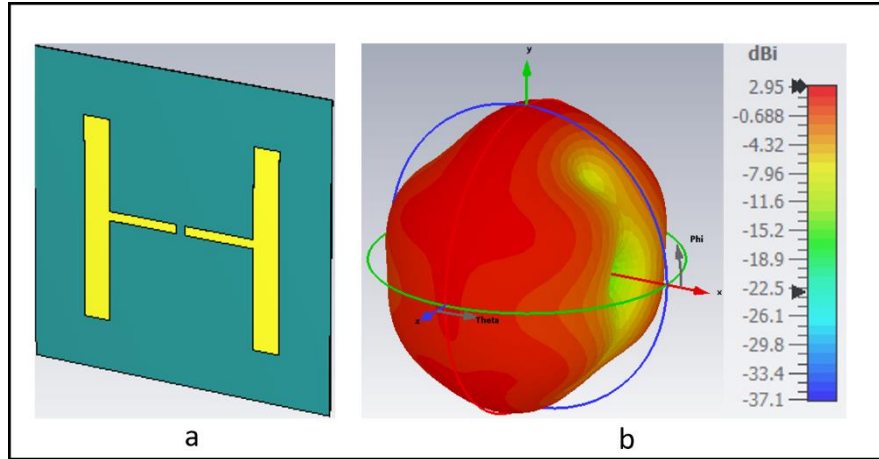 y
dBi
2.95
-0.688
-4.32
-7.96
-11.6
-15.2
-18.9
-22.5
-26.1
-29.8
-33.4
-37.1
Phi
x
z
Theta
a
b